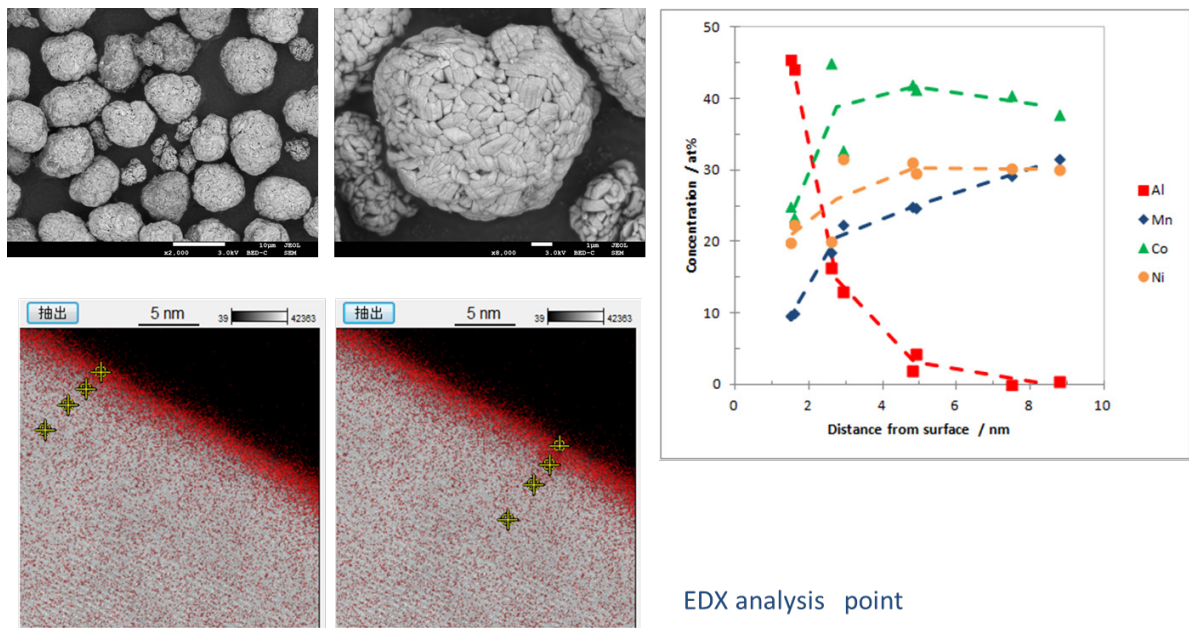 10μm JEOL
x2,000 3.0kV BED-C SEM
1μm JEOL
x8,000 3.0kV BED-C SEM
抽出 5 nm 39 42363
抽出 5 nm 39 42363
50
40
30
20
10
0
0 2 4 6 8 10
Concentration / at%
Distance from surface / nm
Al
Mn
Co
Ni
EDX analysis point